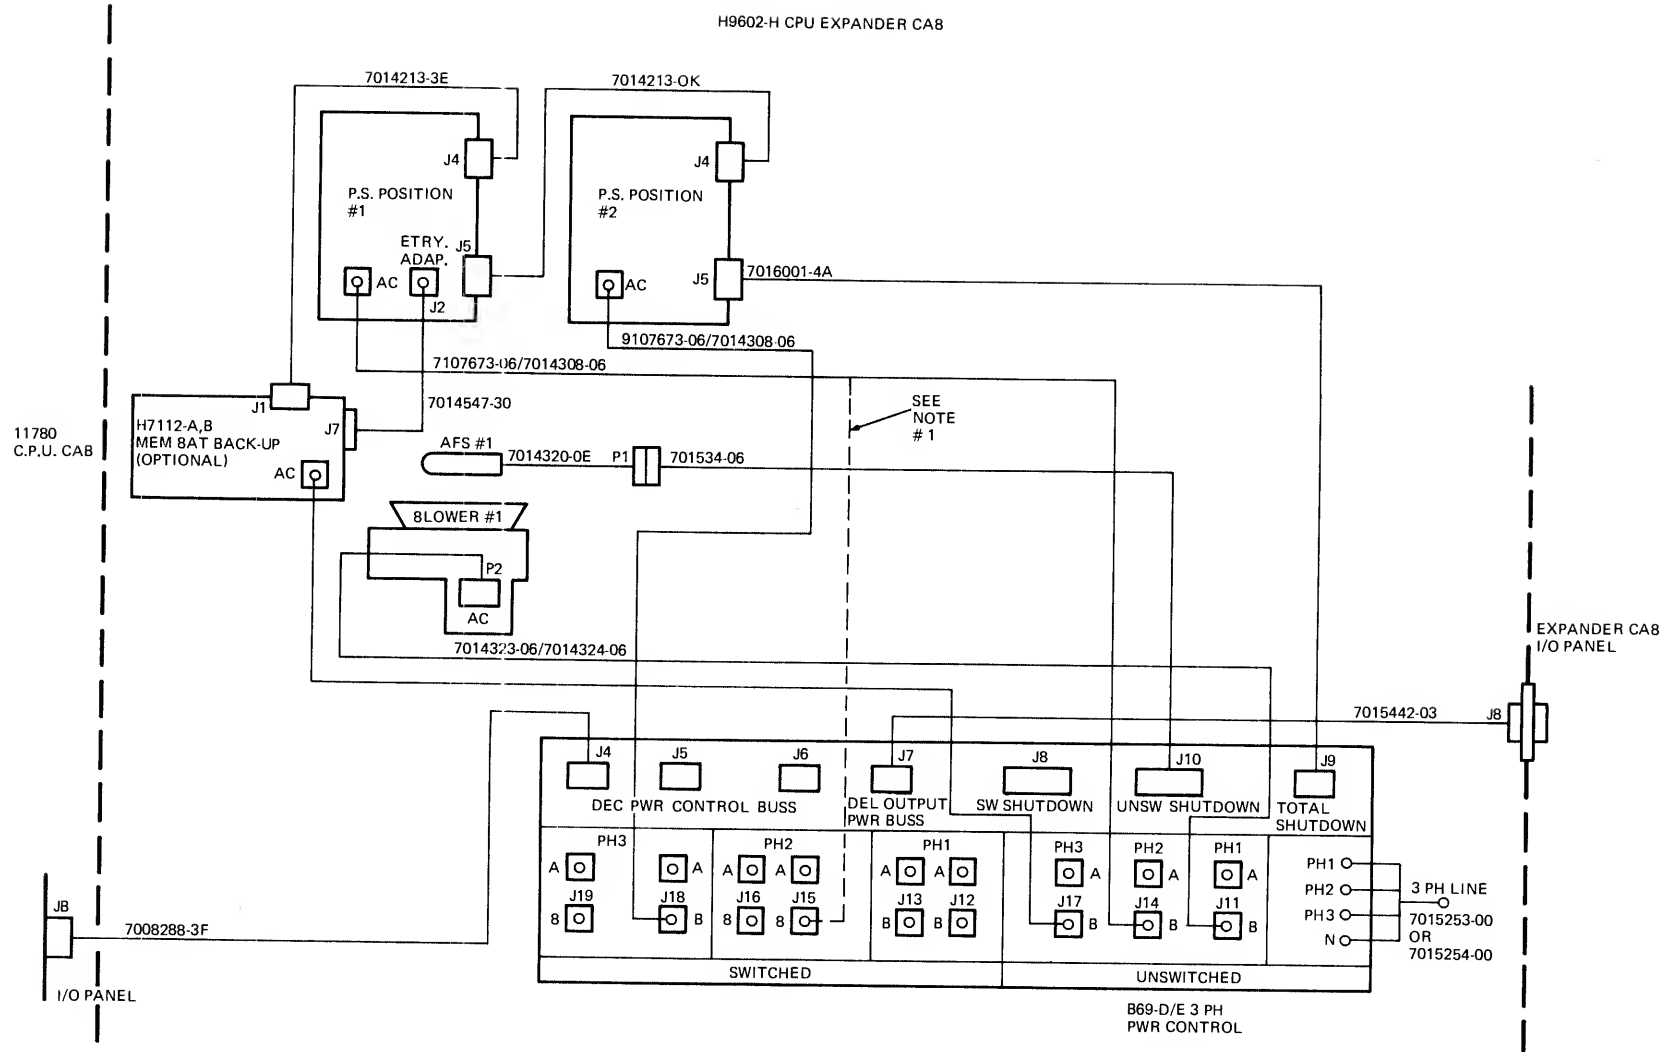 H9602-H CPU EXPANDER CA8
7014213-3E
7014213-OK
J4
P.S. POSITION
#1
ETRY.
ADAP.
J5
AC
J2
J4
P.S. POSITION
#2
AC
J5
7016001-4A
9107673-06/7014308-06
7107673-06/7014308-06
7014547-30
J1
J7
H7112-A,B
MEM 8AT BACK-UP
(OPTIONAL)
AC
11780
C.P.U. CAB
SEE
NOTE
# 1
AFS #1
7014320-0E
P1
701534-06
8LOWER #1
P2
AC
7014323-06/7014324-06
EXPANDER CA8
I/O PANEL
7015442-03
J8
J4
J5
J6
J7
J8
J10
J9
DEC PWR CONTROL BUSS
DEL OUTPUT
PWR BUSS
SW SHUTDOWN
UNSW SHUTDOWN
TOTAL
SHUTDOWN
PH3
PH2
PH1
PH3
PH2
PH1
A
A
A
A
A
A
A
A
J19
J18
J16
J15
J13
J12
J17
J14
J11
8
B
8
8
B
B
B
B
B
PH1
PH2
PH3
N
3 PH LINE
7015253-00
OR
7015254-00
SWITCHED
UNSWITCHED
B69-D/E 3 PH
PWR CONTROL
JB
7008288-3F
I/O PANEL